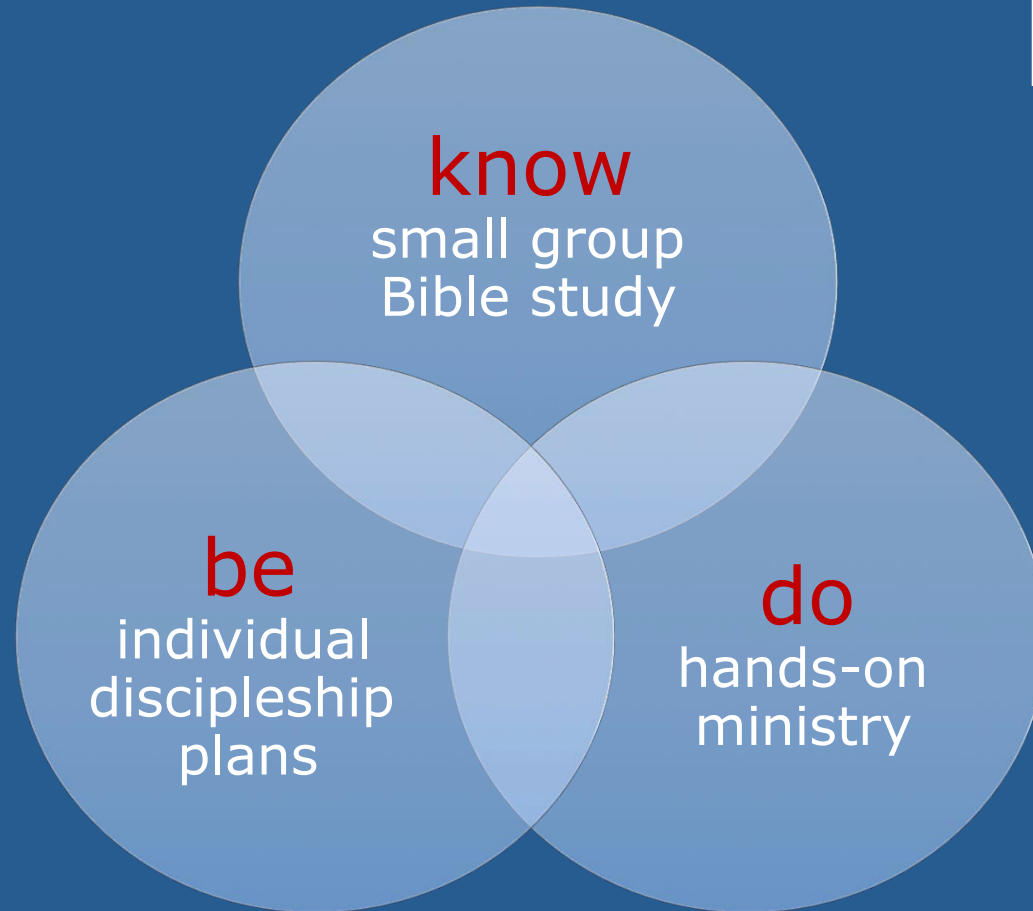 know
small group
Bible study
be
individual
discipleship
plans
do
hands-on
ministry